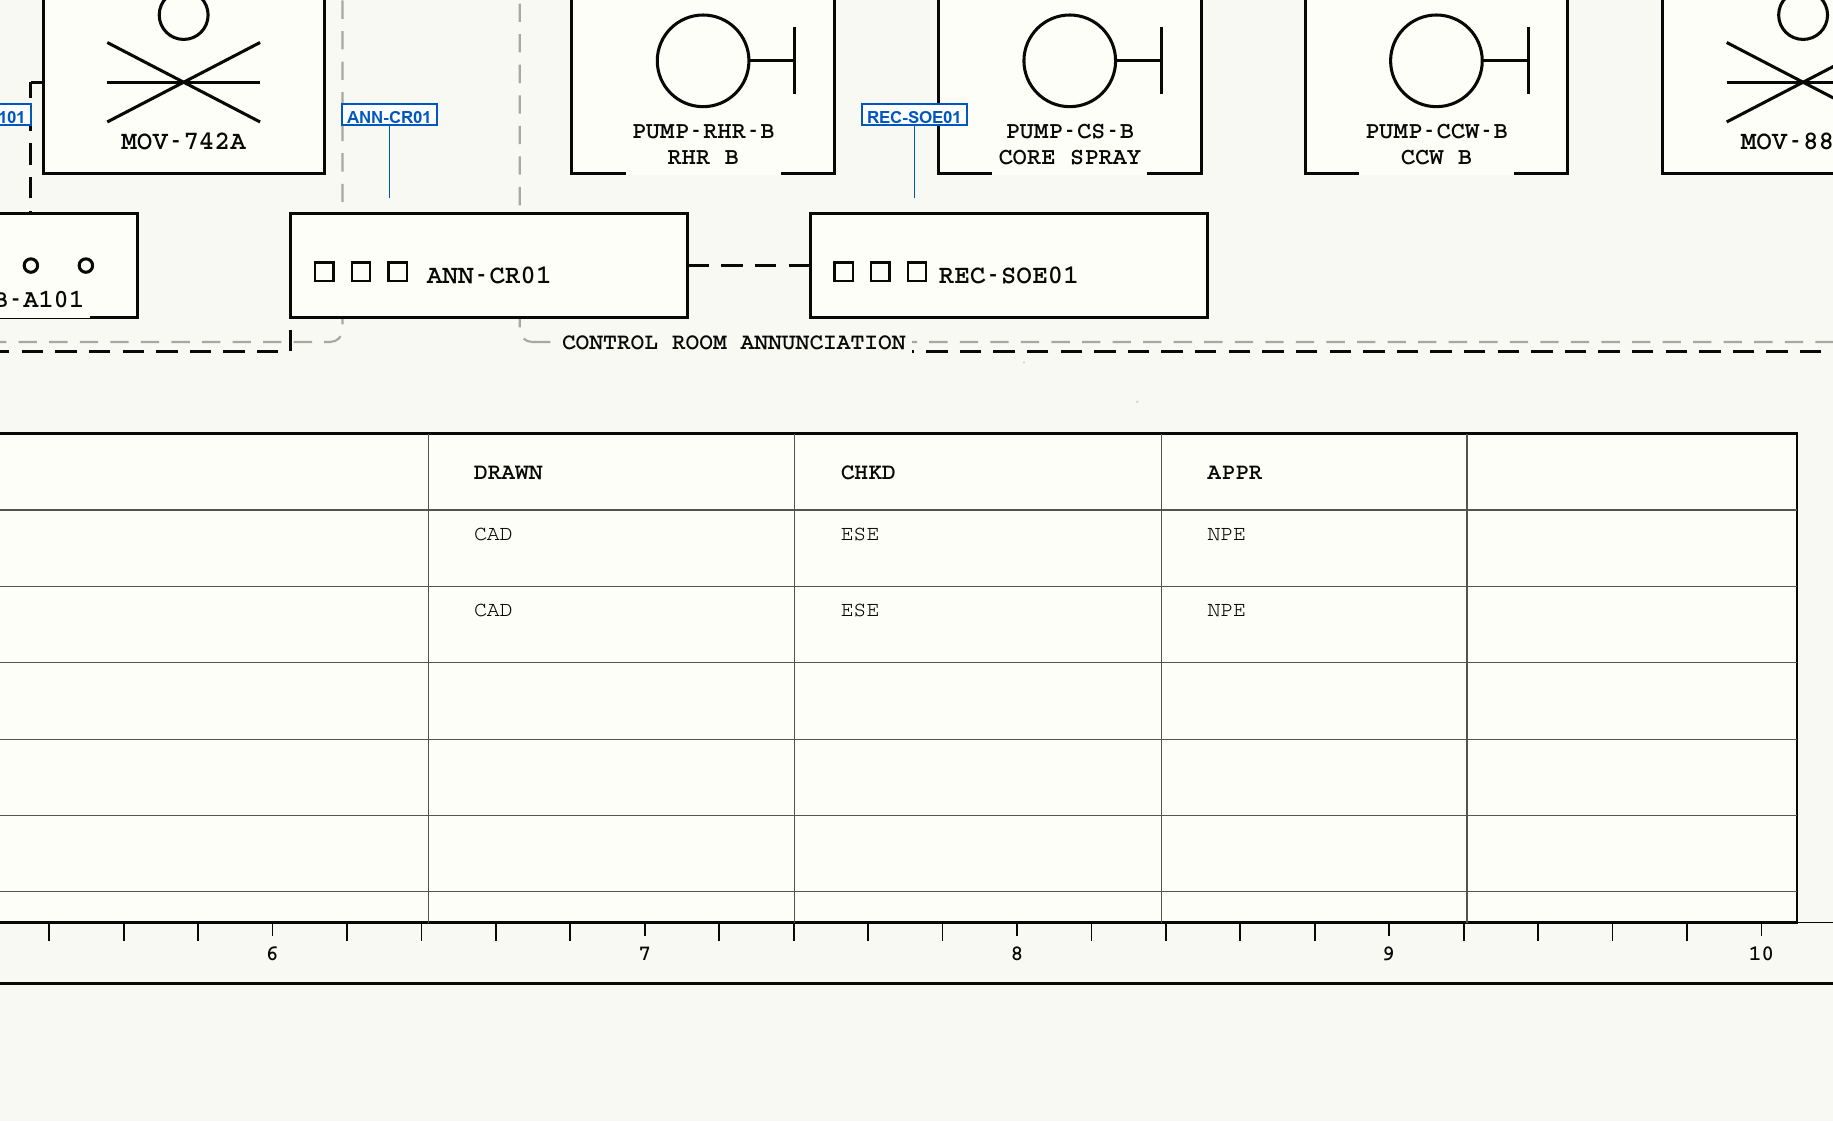 101
ANN-CR01
REC-SOE01
PUMP-RHR-B
RHR B
PUMP-CS-B
CORE SPRAY
PUMP-CCW-B
CCW B
MOV-742A
MOV-88
B-A101
ANN-CR01
REC-SOE01
CONTROL ROOM ANNUNCIATION
DRAWN CHKD APPR
CAD ESE NPE
CAD ESE NPE
6 7 8 9 10